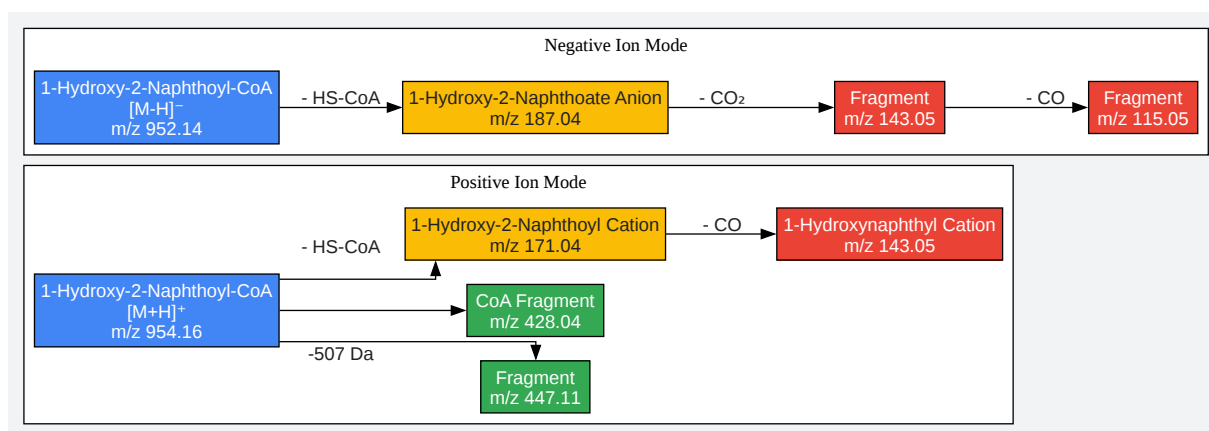 Negative Ion Mode
1-Hydroxy-2-Naphthoyl-CoA
[M-H]⁻
m/z 952.14
- HS-CoA
1-Hydroxy-2-Naphthoate Anion
m/z 187.04
- CO₂
Fragment
m/z 143.05
- CO
Fragment
m/z 115.05
Positive Ion Mode
1-Hydroxy-2-Naphthoyl-CoA
[M+H]⁺
m/z 954.16
- HS-CoA
1-Hydroxy-2-Naphthoyl Cation
m/z 171.04
- CO
1-Hydroxynaphthyl Cation
m/z 143.05
CoA Fragment
m/z 428.04
-507 Da
Fragment
m/z 447.11